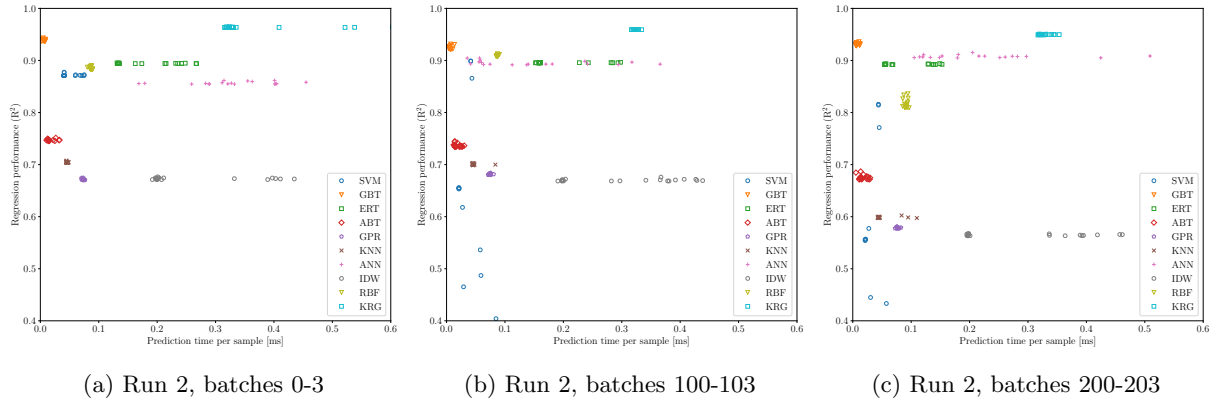 1.0
0.9
0.8
0.7
0.6
0.5
0.4
Regression performance (R²)
SVM
GBT
ERT
ABT
GPR
KNN
ANN
IDW
RBF
KRG
0.0 0.1 0.2 0.3 0.4 0.5 0.6
Prediction time per sample [ms]
(a) Run 2, batches 0-3
1.0
0.9
0.8
0.7
0.6
0.5
0.4
Regression performance (R²)
SVM
GBT
ERT
ABT
GPR
KNN
ANN
IDW
RBF
KRG
0.0 0.1 0.2 0.3 0.4 0.5 0.6
Prediction time per sample [ms]
(b) Run 2, batches 100-103
1.0
0.9
0.8
0.7
0.6
0.5
0.4
Regression performance (R²)
SVM
GBT
ERT
ABT
GPR
KNN
ANN
IDW
RBF
KRG
0.0 0.1 0.2 0.3 0.4 0.5 0.6
Prediction time per sample [ms]
(c) Run 2, batches 200-203